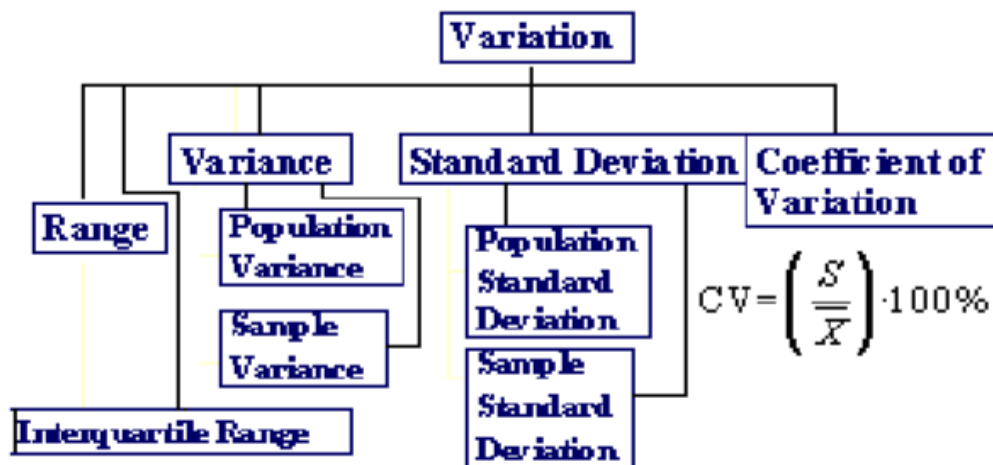 Variation
Variance
Standard Deviation
Coefficient of
Variation
Range
Population
Variance
Population
Standard
Deviation
CV = (S / X̄) · 100%
Sample
Variance
Sample
Standard
Deviation
Interquartile Range